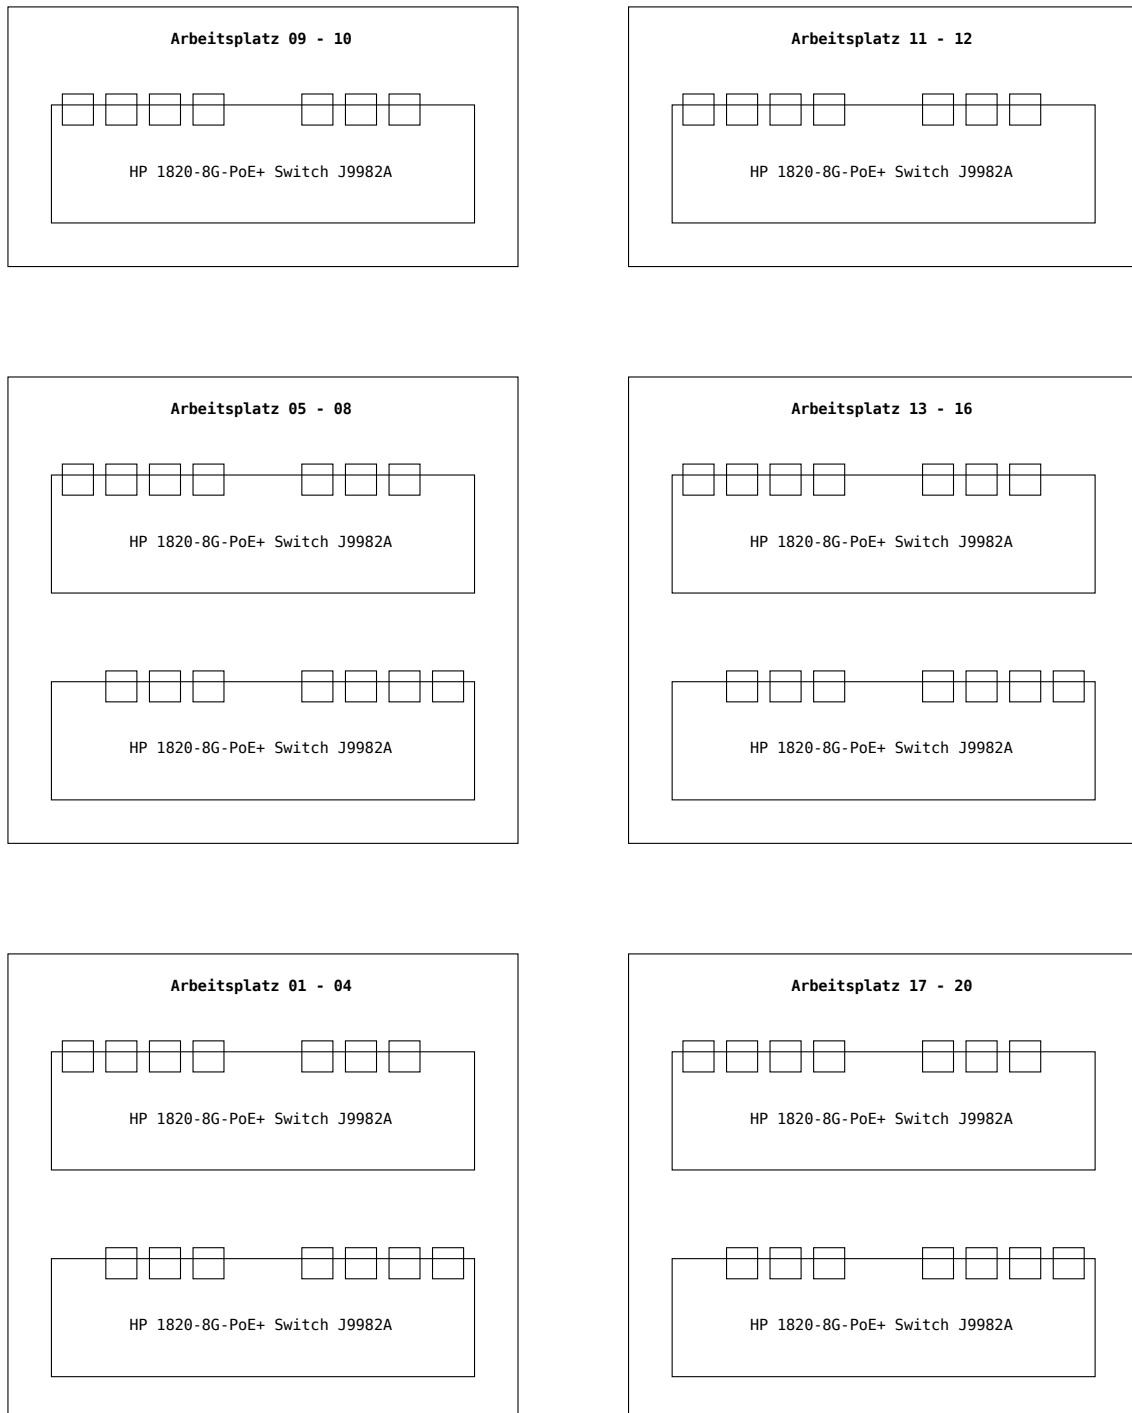 Arbeitsplatz 09 - 10
HP 1820-8G-PoE+ Switch J9982A
Arbeitsplatz 11 - 12
HP 1820-8G-PoE+ Switch J9982A
Arbeitsplatz 05 - 08
HP 1820-8G-PoE+ Switch J9982A
HP 1820-8G-PoE+ Switch J9982A
Arbeitsplatz 13 - 16
HP 1820-8G-PoE+ Switch J9982A
HP 1820-8G-PoE+ Switch J9982A
Arbeitsplatz 01 - 04
HP 1820-8G-PoE+ Switch J9982A
HP 1820-8G-PoE+ Switch J9982A
Arbeitsplatz 17 - 20
HP 1820-8G-PoE+ Switch J9982A
HP 1820-8G-PoE+ Switch J9982A